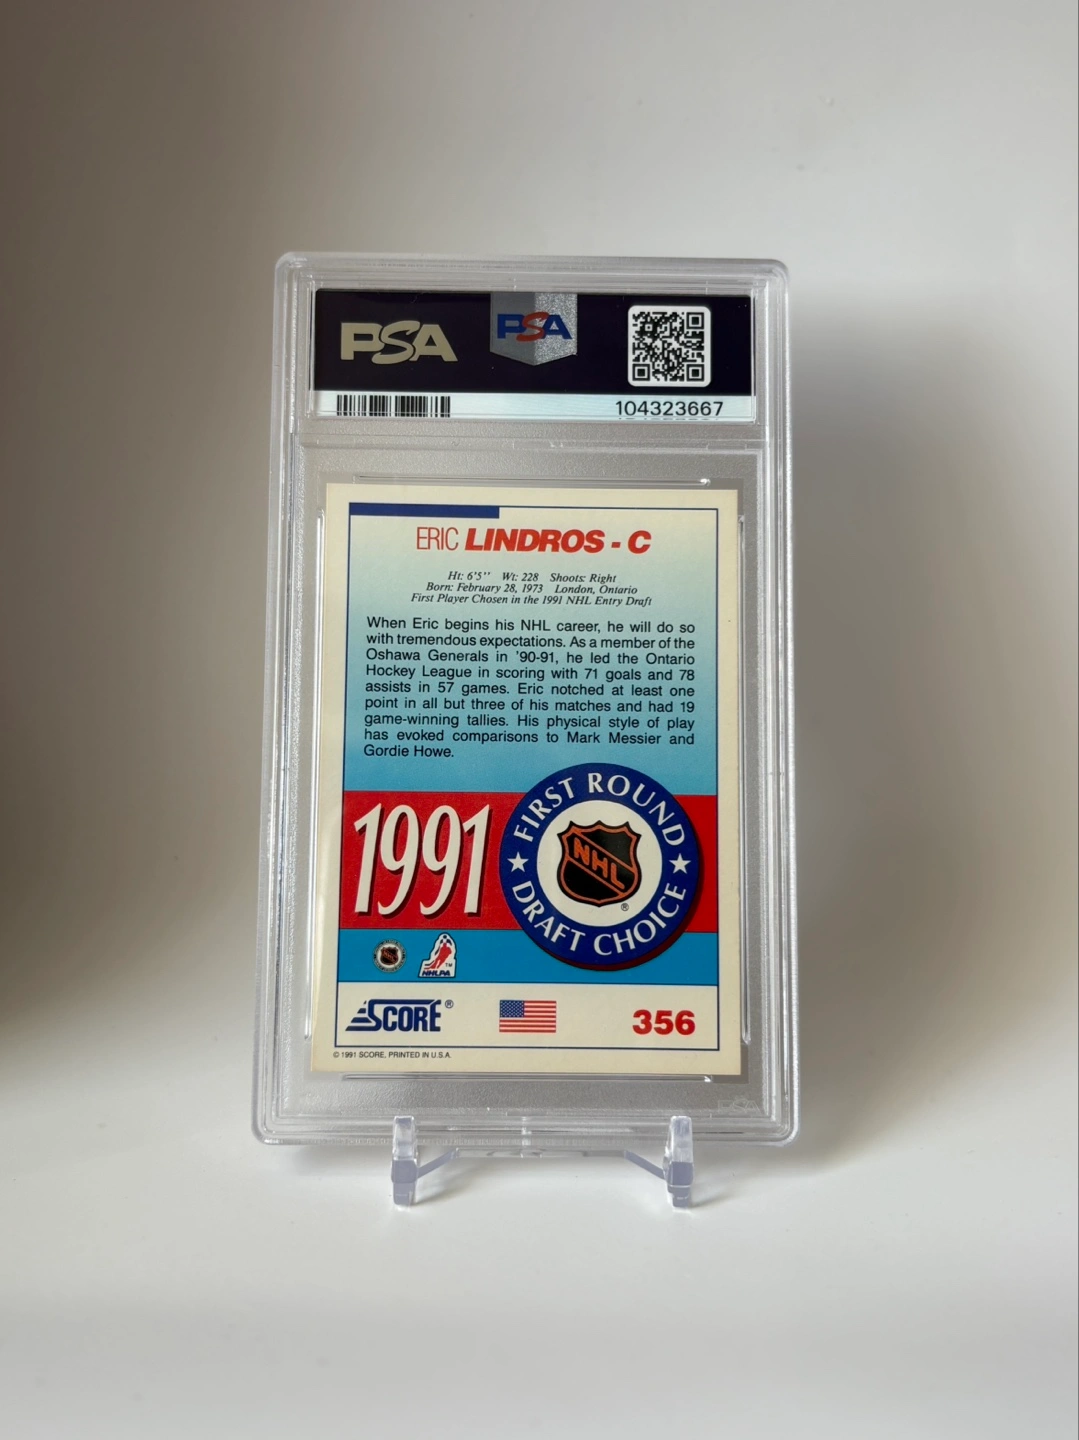 PSA
PSA
104323667
ERIC LINDROS - C
Ht: 6'5'' Wt: 228 Shoots: Right
Born: February 28, 1973 London, Ontario
First Player Chosen in the 1991 NHL Entry Draft
When Eric begins his NHL career, he will do so
with tremendous expectations. As a member of the
Oshawa Generals in '90-91, he led the Ontario
Hockey League in scoring with 71 goals and 78
assists in 57 games. Eric notched at least one
point in all but three of his matches and had 19
game-winning tallies. His physical style of play
has evoked comparisons to Mark Messier and
Gordie Howe.
1991
FIRST ROUND
NHL
®
DRAFT CHOICE
NHLPA
TM
SCORE®
356
© 1991 SCORE, PRINTED IN U.S.A.
PSA